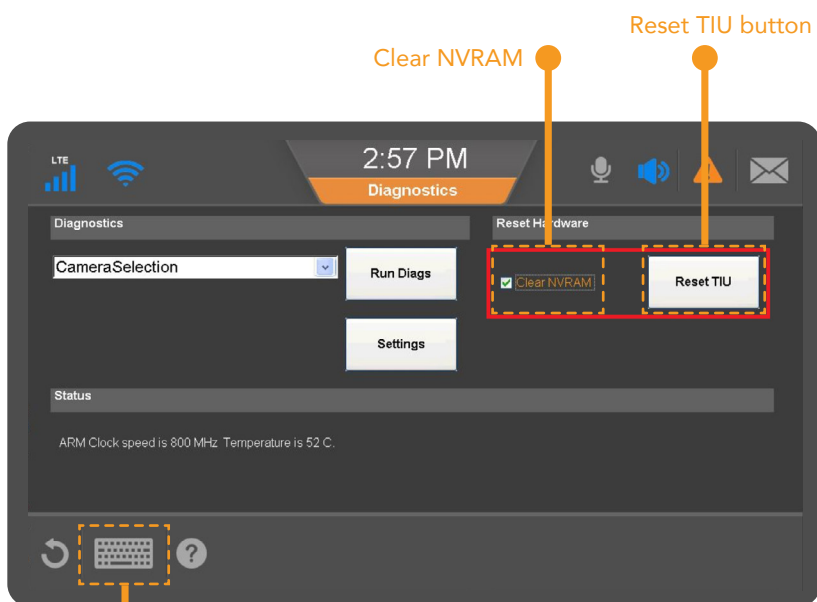 Reset TIU button
Clear NVRAM
LTE
2:57 PM
Diagnostics
Diagnostics
Reset Hardware
CameraSelection
Run Diags
Clear NVRAM
Reset TIU
Settings
Status
ARM Clock speed is 800 MHz Temperature is 52 C.
?